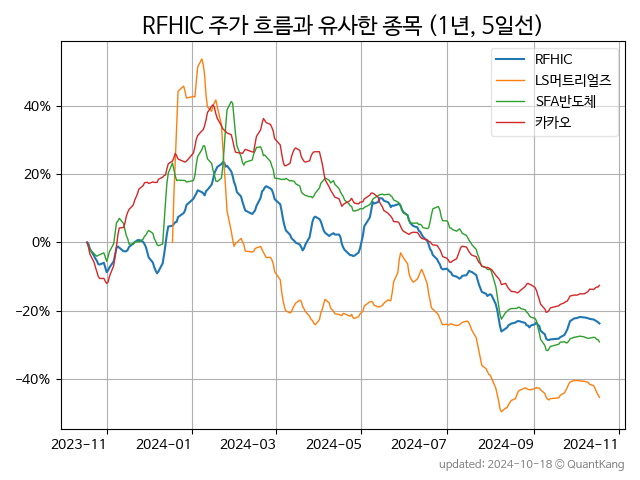 RFHIC 주가 흐름과 유사한 종목 (1년, 5일선)
RFHIC
LS머트리얼즈
SFA반도체
카카오
40%
20%
0%
−20%
−40%
2023-11 2024-01 2024-03 2024-05 2024-07 2024-09 2024-11
updated: 2024-10-18 © QuantKang